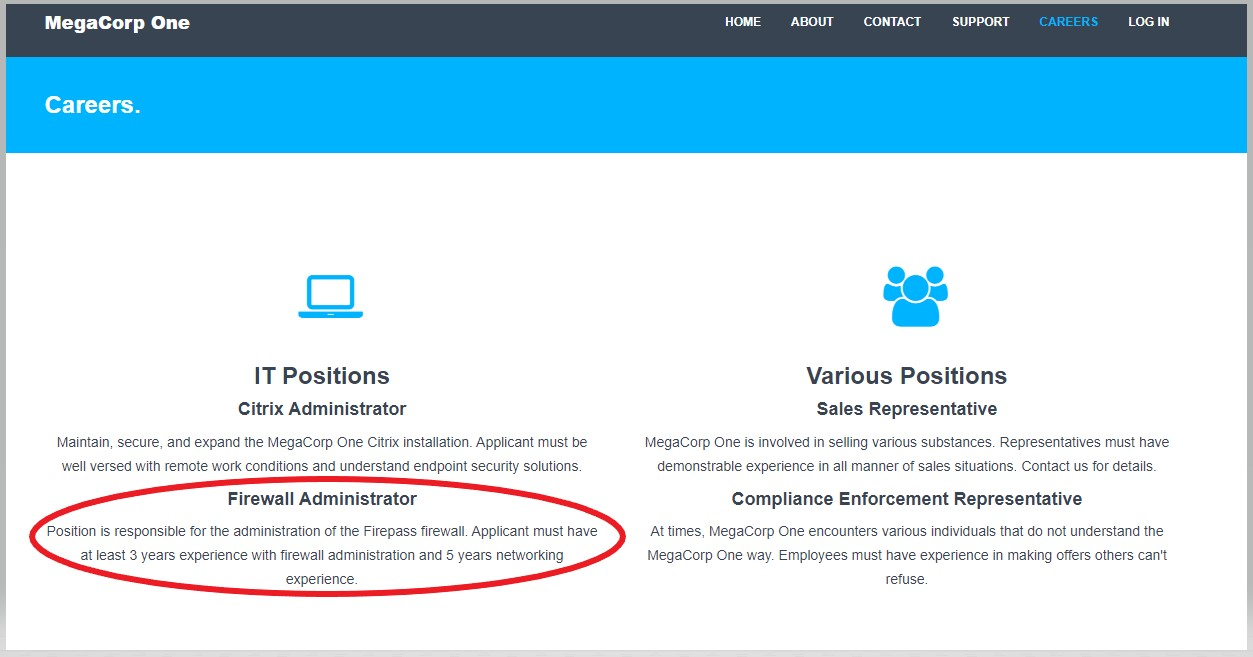 MegaCorp One
HOME ABOUT CONTACT SUPPORT CAREERS LOG IN
Careers.
IT Positions
Citrix Administrator
Maintain, secure, and expand the MegaCorp One Citrix installation. Applicant must be
well versed with remote work conditions and understand endpoint security solutions.
Firewall Administrator
Position is responsible for the administration of the Firepass firewall. Applicant must have
at least 3 years experience with firewall administration and 5 years networking
experience.
Various Positions
Sales Representative
MegaCorp One is involved in selling various substances. Representatives must have
demonstrable experience in all manner of sales situations. Contact us for details.
Compliance Enforcement Representative
At times, MegaCorp One encounters various individuals that do not understand the
MegaCorp One way. Employees must have experience in making offers others can't
refuse.